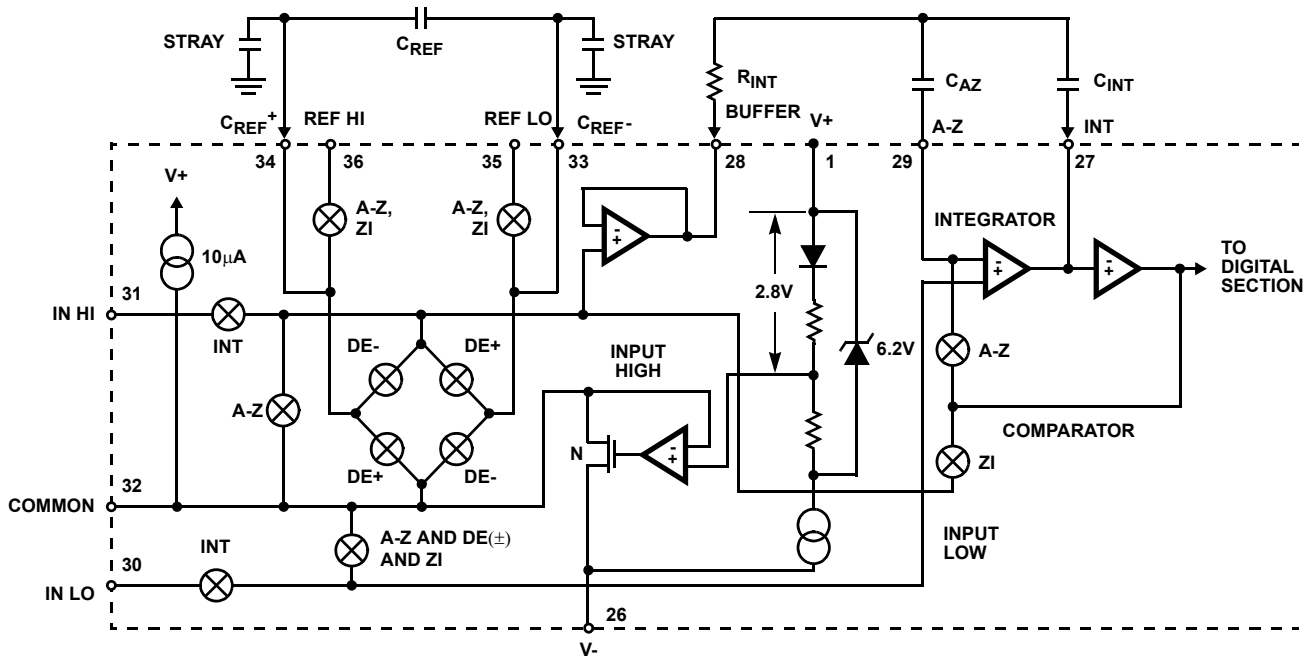 STRAY
CREF
STRAY
RINT
CAZ
CINT
BUFFER
CREF+
REF HI
REF LO
CREF-
V+
A-Z
INT
34
36
35
33
28
1
29
27
V+
A-Z,
ZI
A-Z,
ZI
10μA
INTEGRATOR
-
+
-
+
-
+
TO
DIGITAL
SECTION
2.8V
6.2V
31
IN HI
INT
DE-
DE+
INPUT
HIGH
A-Z
A-Z
COMPARATOR
N
-
+
DE+
DE-
ZI
32
COMMON
INT
A-Z AND DE(±)
AND ZI
INPUT
LOW
30
IN LO
26
V-